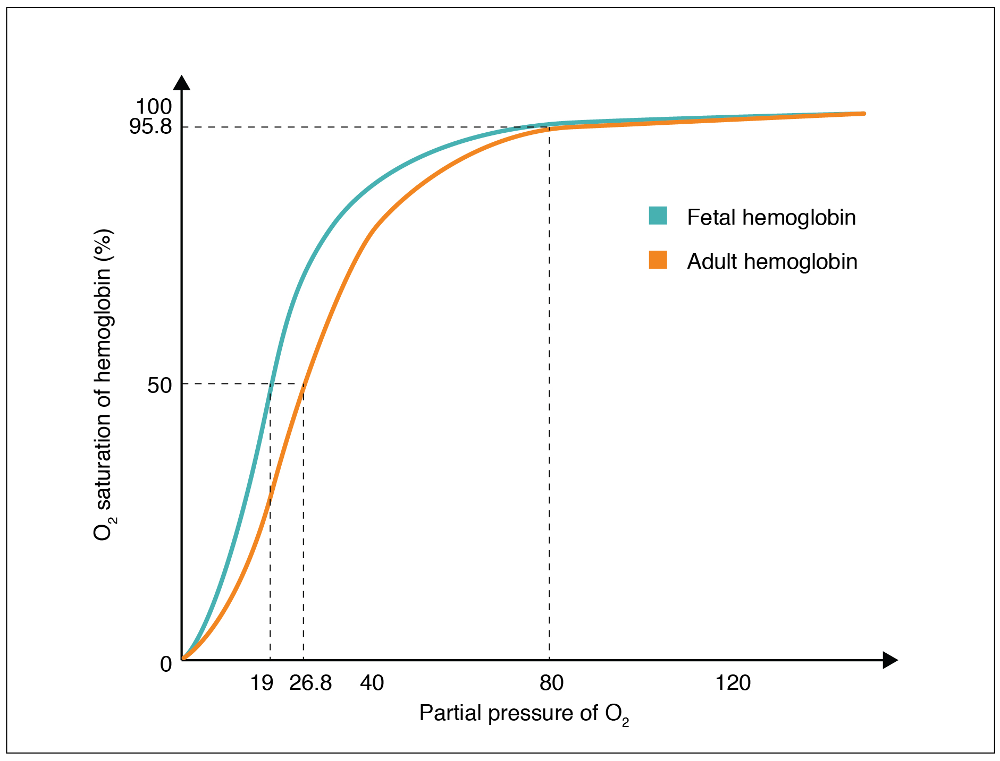 100
95.8
50
0
O₂ saturation of hemoglobin (%)
Fetal hemoglobin
Adult hemoglobin
19 26.8 40 80 120
Partial pressure of O₂